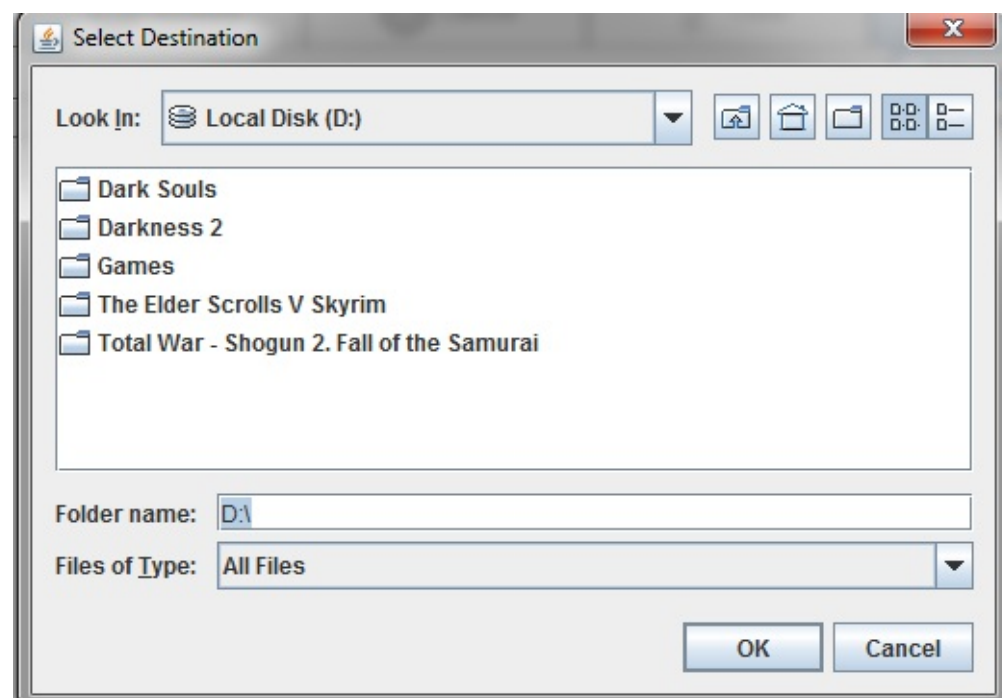 Select Destination
Look In: Local Disk (D:)
Dark Souls
Darkness 2
Games
The Elder Scrolls V Skyrim
Total War - Shogun 2. Fall of the Samurai
Folder name: D:\
Files of Type: All Files
OK Cancel